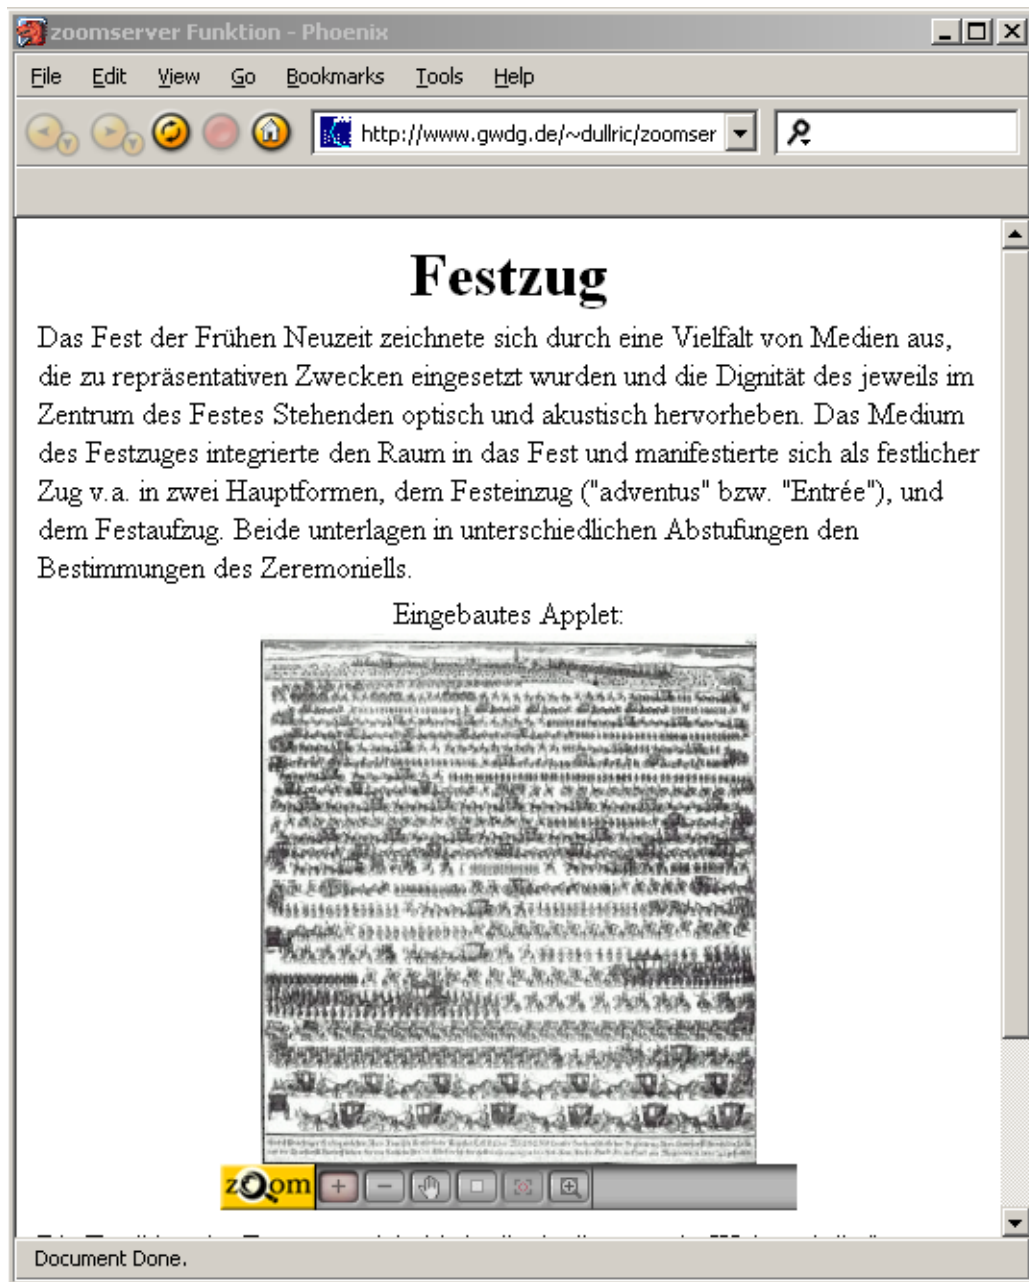 zoomserver Funktion - Phoenix
File Edit View Go Bookmarks Tools Help
http://www.gwdg.de/~dullric/zoomser
Festzug
Das Fest der Frühen Neuzeit zeichnete sich durch eine Vielfalt von Medien aus,
die zu repräsentativen Zwecken eingesetzt wurden und die Dignität des jeweils im
Zentrum des Festes Stehenden optisch und akustisch hervorheben. Das Medium
des Festzuges integrierte den Raum in das Fest und manifestierte sich als festlicher
Zug v.a. in zwei Hauptformen, dem Festeinzug ("adventus" bzw. "Entrée"), und
dem Festaufzug. Beide unterlagen in unterschiedlichen Abstufungen den
Bestimmungen des Zeremoniells.
Eingebautes Applet:
zoom
Document Done.